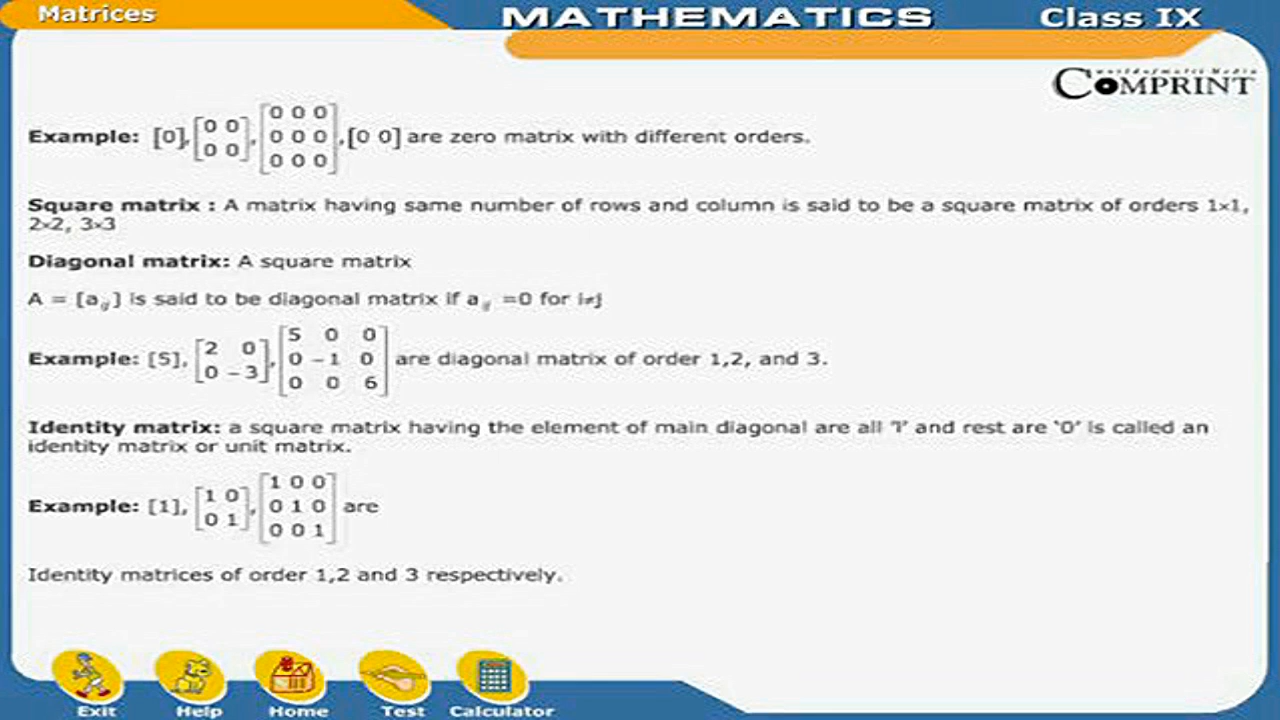 Matrices
MATHEMATICS
Class IX
world of multi Media
COMPRINT
Example: [0], [0 0 0 0], [0 0 0 0 0 0 0 0 0], [0 0] are zero matrix with different orders.
Square matrix : A matrix having same number of rows and column is said to be a square matrix of orders 1×1,
2×2, 3×3
Diagonal matrix: A square matrix
A = [a ij] is said to be diagonal matrix if a ij =0 for i≠j
Example: [5], [2 0 0 -3], [5 0 0 0 -1 0 0 0 6] are diagonal matrix of order 1,2, and 3.
Identity matrix: a square matrix having the element of main diagonal are all '1' and rest are '0' is called an
identity matrix or unit matrix.
Example: [1], [1 0 0 1], [1 0 0 0 1 0 0 0 1] are
Identity matrices of order 1,2 and 3 respectively.
Exit
Help
Home
Test
Calculator